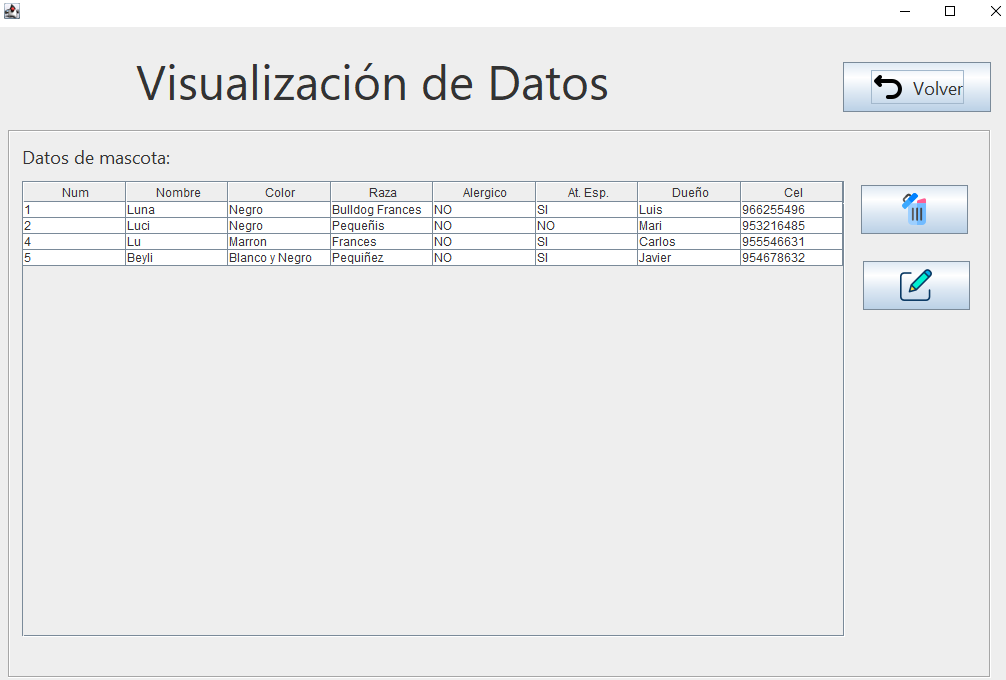 Visualización de Datos
Volver
Datos de mascota:
Num Nombre Color Raza Alergico At. Esp. Dueño Cel
1 Luna Negro Bulldog Frances NO SI Luis 966255496
2 Luci Negro Pequeñis NO NO Mari 953216485
4 Lu Marron Frances NO SI Carlos 955546631
5 Beyli Blanco y Negro Pequiñez NO SI Javier 954678632